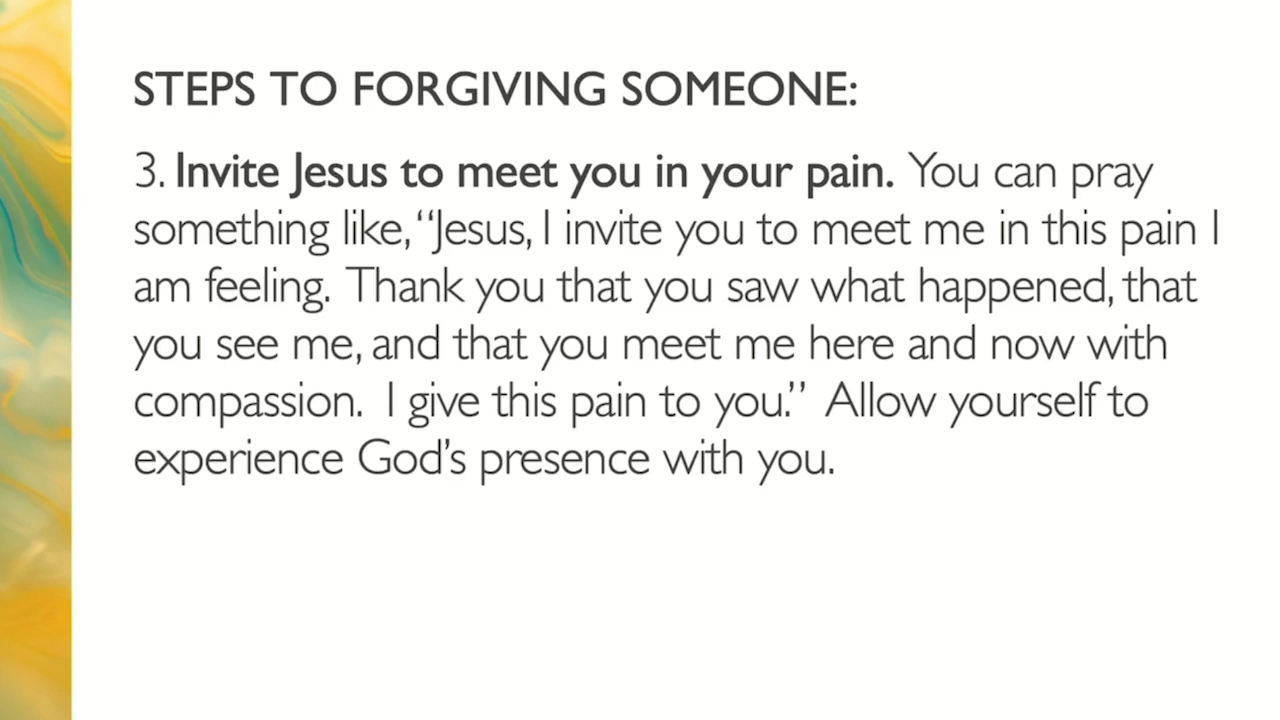 STEPS TO FORGIVING SOMEONE:
3. Invite Jesus to meet you in your pain. You can pray
something like, “Jesus, I invite you to meet me in this pain I
am feeling.  Thank you that you saw what happened, that
you see me, and that you meet me here and now with
compassion.  I give this pain to you.”  Allow yourself to
experience God’s presence with you.